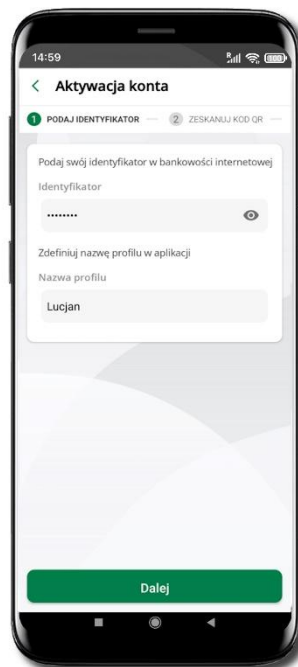 14:59
Aktywacja konta
1 PODAJ IDENTYFIKATOR 2 ZESKANUJ KOD QR
Podaj swój identyfikator w bankowości internetowej
Identyfikator
••••••••
Zdefiniuj nazwę profilu w aplikacji
Nazwa profilu
Lucjan
Dalej